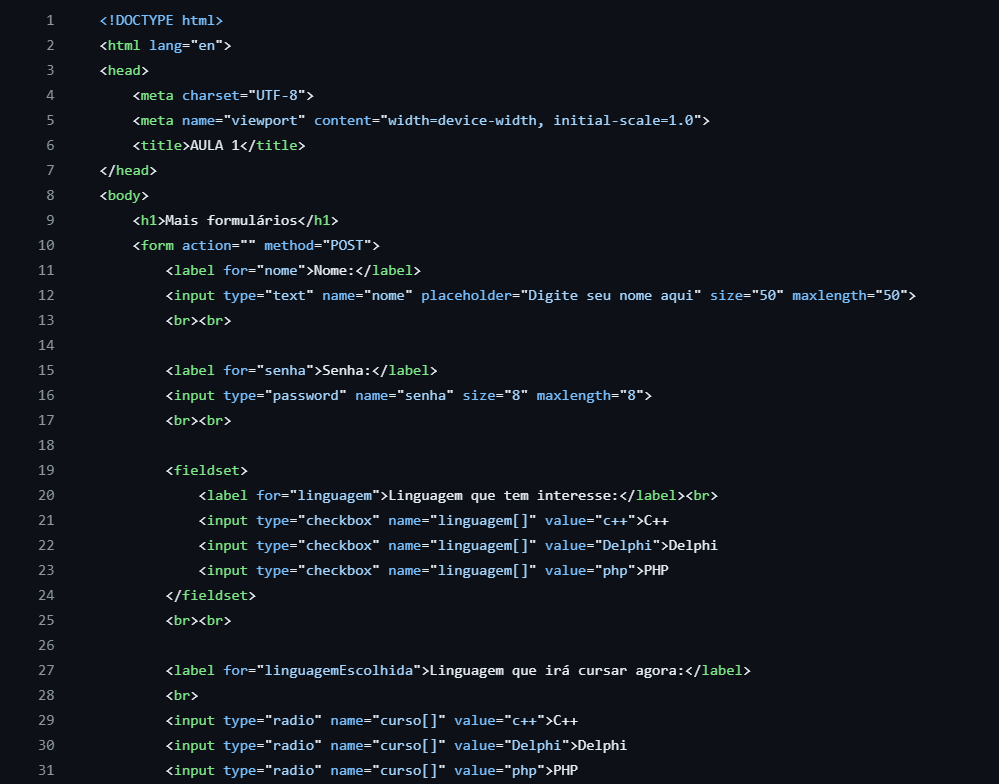 1 <!DOCTYPE html>
2 <html lang="en">
3 <head>
4     <meta charset="UTF-8">
5     <meta name="viewport" content="width=device-width, initial-scale=1.0">
6     <title>AULA 1</title>
7 </head>
8 <body>
9     <h1>Mais formulários</h1>
10     <form action="" method="POST">
11         <label for="nome">Nome:</label>
12         <input type="text" name="nome" placeholder="Digite seu nome aqui" size="50" maxlength="50">
13         <br><br>
14
15         <label for="senha">Senha:</label>
16         <input type="password" name="senha" size="8" maxlength="8">
17         <br><br>
18
19         <fieldset>
20             <label for="linguagem">Linguagem que tem interesse:</label><br>
21             <input type="checkbox" name="linguagem[]" value="c++">C++
22             <input type="checkbox" name="linguagem[]" value="Delphi">Delphi
23             <input type="checkbox" name="linguagem[]" value="php">PHP
24         </fieldset>
25         <br><br>
26
27         <label for="linguagemEscolhida">Linguagem que irá cursar agora:</label>
28         <br>
29         <input type="radio" name="curso[]" value="c++">C++
30         <input type="radio" name="curso[]" value="Delphi">Delphi
31         <input type="radio" name="curso[]" value="php">PHP